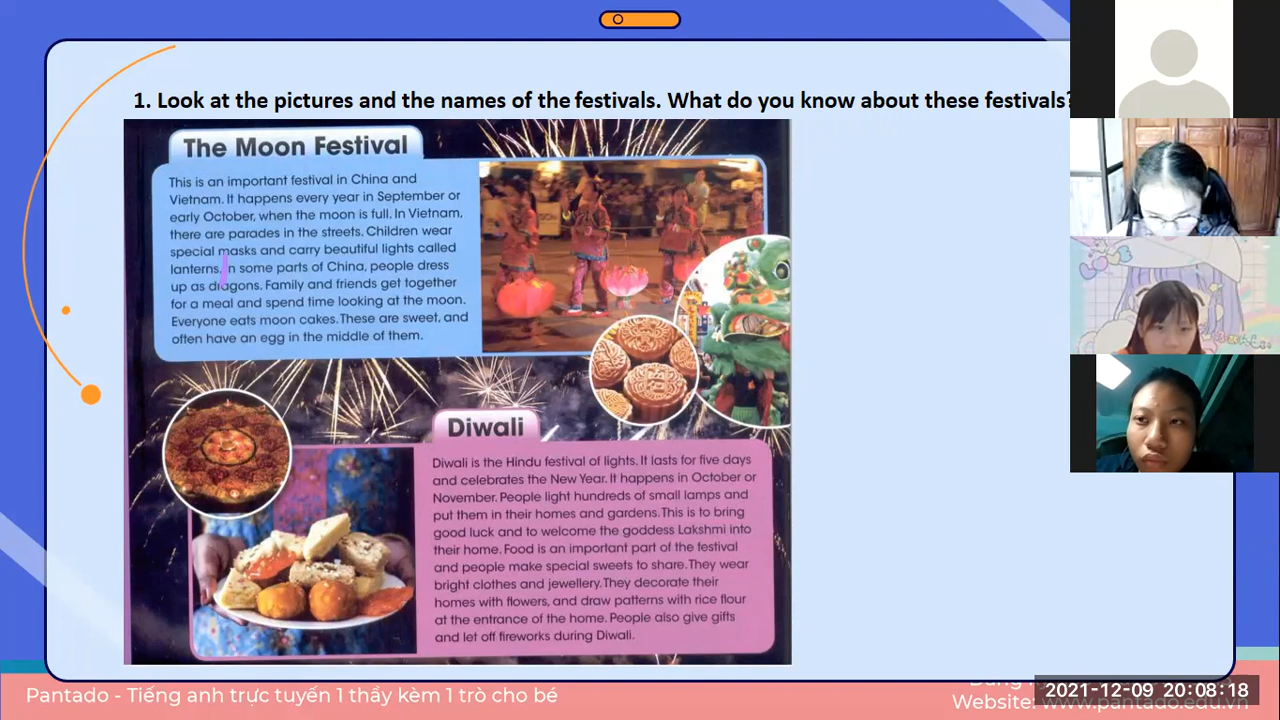 1. Look at the pictures and the names of the festivals. What do you know about these festivals?
The Moon Festival
This is an important festival in China and
Vietnam. It happens every year in September or
early October, when the moon is full. In Vietnam,
there are parades in the streets. Children wear
special masks and carry beautiful lights called
lanterns. In some parts of China, people dress
up as dragons. Family and friends get together
for a meal and spend time looking at the moon.
Everyone eats moon cakes. These are sweet, and
often have an egg in the middle of them.
Diwali
Diwali is the Hindu festival of lights. It lasts for five days
and celebrates the New Year. It happens in October or
November. People light hundreds of small lamps and
put them in their homes and gardens. This is to bring
good luck and to welcome the goddess Lakshmi into
their home. Food is an important part of the festival
and people make special sweets to share. They wear
bright clothes and jewellery. They decorate their
homes with flowers, and draw patterns with rice flour
at the entrance of the home. People also give gifts
and let off fireworks during Diwali.
Pantado - Tiếng anh trực tuyến 1 thầy kèm 1 trò cho bé
2021-12-09 20:08:18
Website: www.pantado.edu.vn